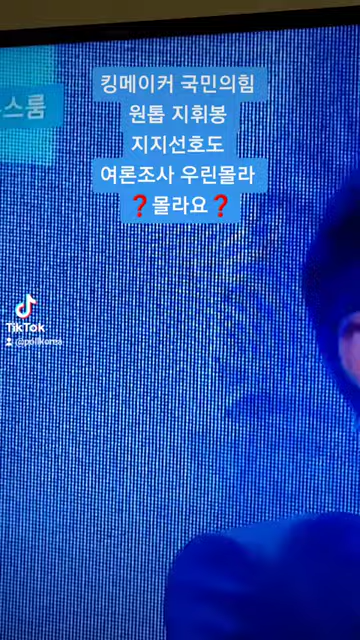 킹메이커 국민의힘
원톱 지휘봉
지지선호도
여론조사 우린몰라
❓몰라요❓
스룸
TikTok
@pollkorea